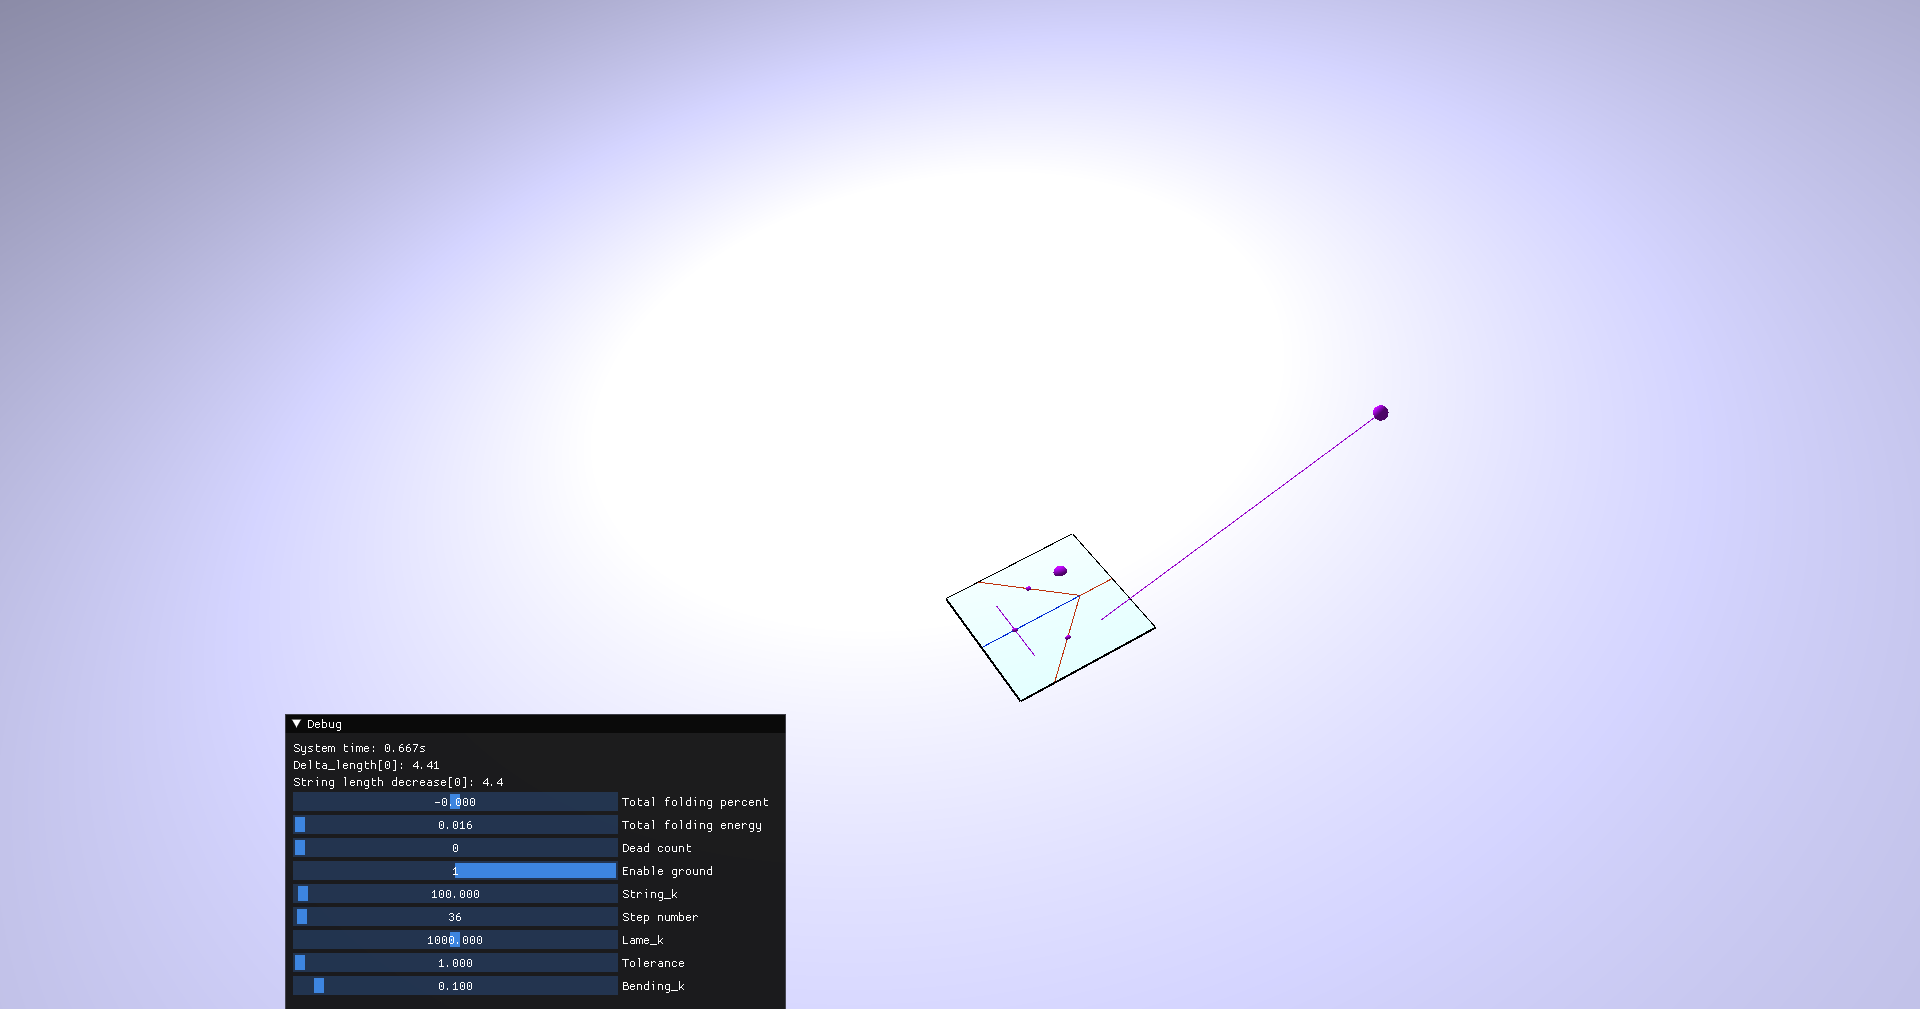 Debug
System time: 0.667s
Delta_length[0]: 4.41
String length decrease[0]: 4.4
-0.000 Total folding percent
0.016 Total folding energy
0 Dead count
1 Enable ground
100.000 String_k
36 Step number
1000.000 Lame_k
1.000 Tolerance
0.100 Bending_k